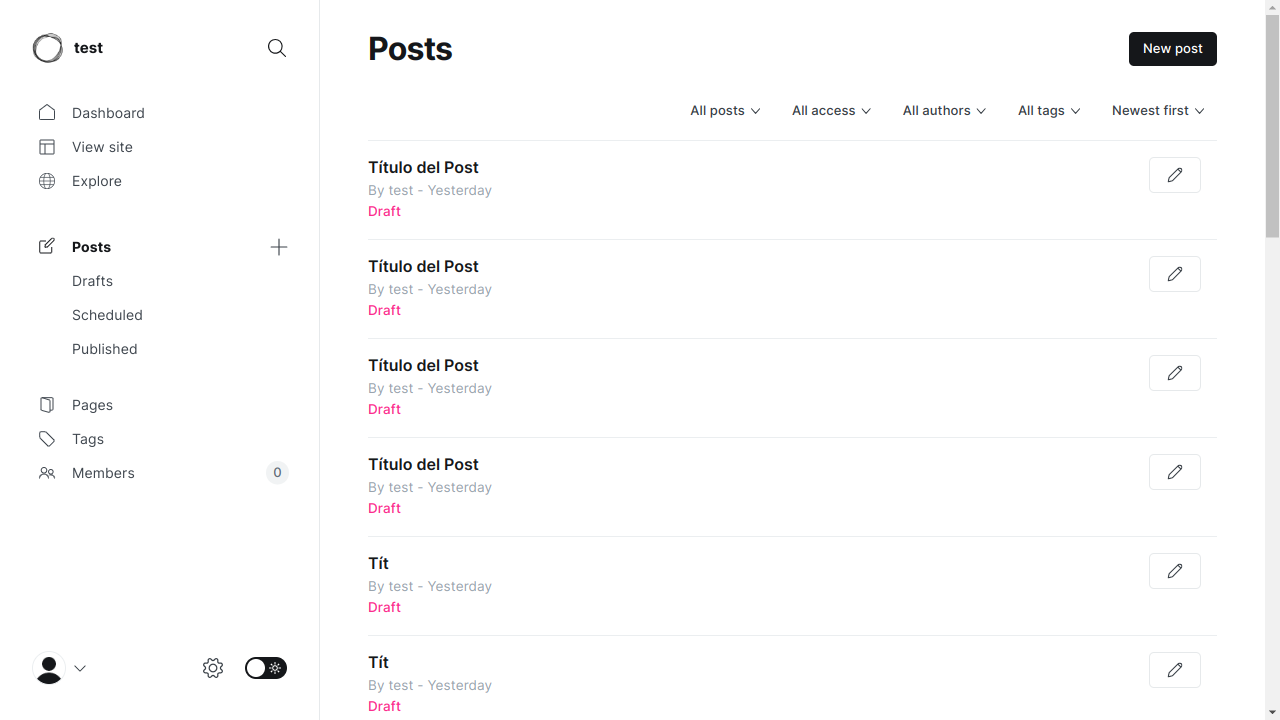 test
Dashboard
View site
Explore
Posts
Drafts
Scheduled
Published
Pages
Tags
Members 0
Posts
New post
All posts All access All authors All tags Newest first
Título del Post
By test - Yesterday
Draft
Título del Post
By test - Yesterday
Draft
Título del Post
By test - Yesterday
Draft
Título del Post
By test - Yesterday
Draft
Tít
By test - Yesterday
Draft
Tít
By test - Yesterday
Draft